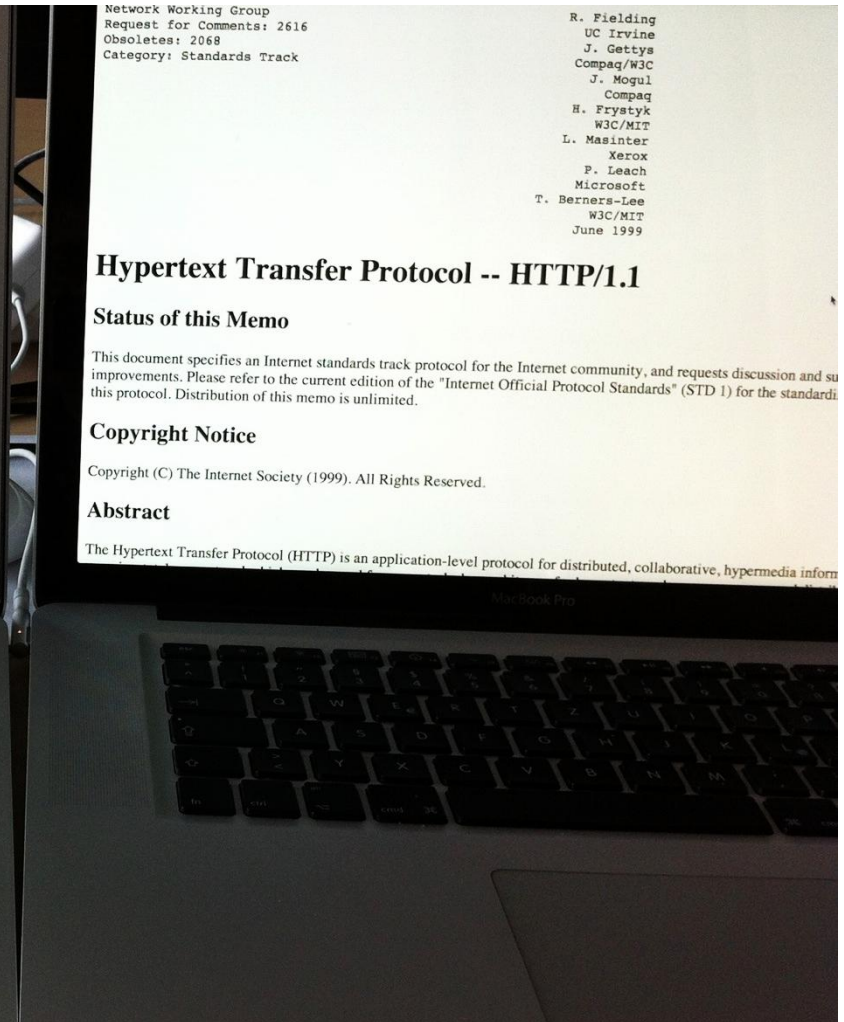 Network Working Group
Request for Comments: 2616
Obsoletes: 2068
Category: Standards Track
R. Fielding
UC Irvine
J. Gettys
Compaq/W3C
J. Mogul
Compaq
H. Frystyk
W3C/MIT
L. Masinter
Xerox
P. Leach
Microsoft
T. Berners-Lee
W3C/MIT
June 1999
Hypertext Transfer Protocol -- HTTP/1.1
Status of this Memo
This document specifies an Internet standards track protocol for the Internet community, and requests discussion and su
improvements. Please refer to the current edition of the "Internet Official Protocol Standards" (STD 1) for the standardi
this protocol. Distribution of this memo is unlimited.
Copyright Notice
Copyright (C) The Internet Society (1999). All Rights Reserved.
Abstract
The Hypertext Transfer Protocol (HTTP) is an application-level protocol for distributed, collaborative, hypermedia inform
MacBook Pro
Q W E R T Z U I O P
A S D F G H J K L
Y X C V B N M
fn ctrl cmd